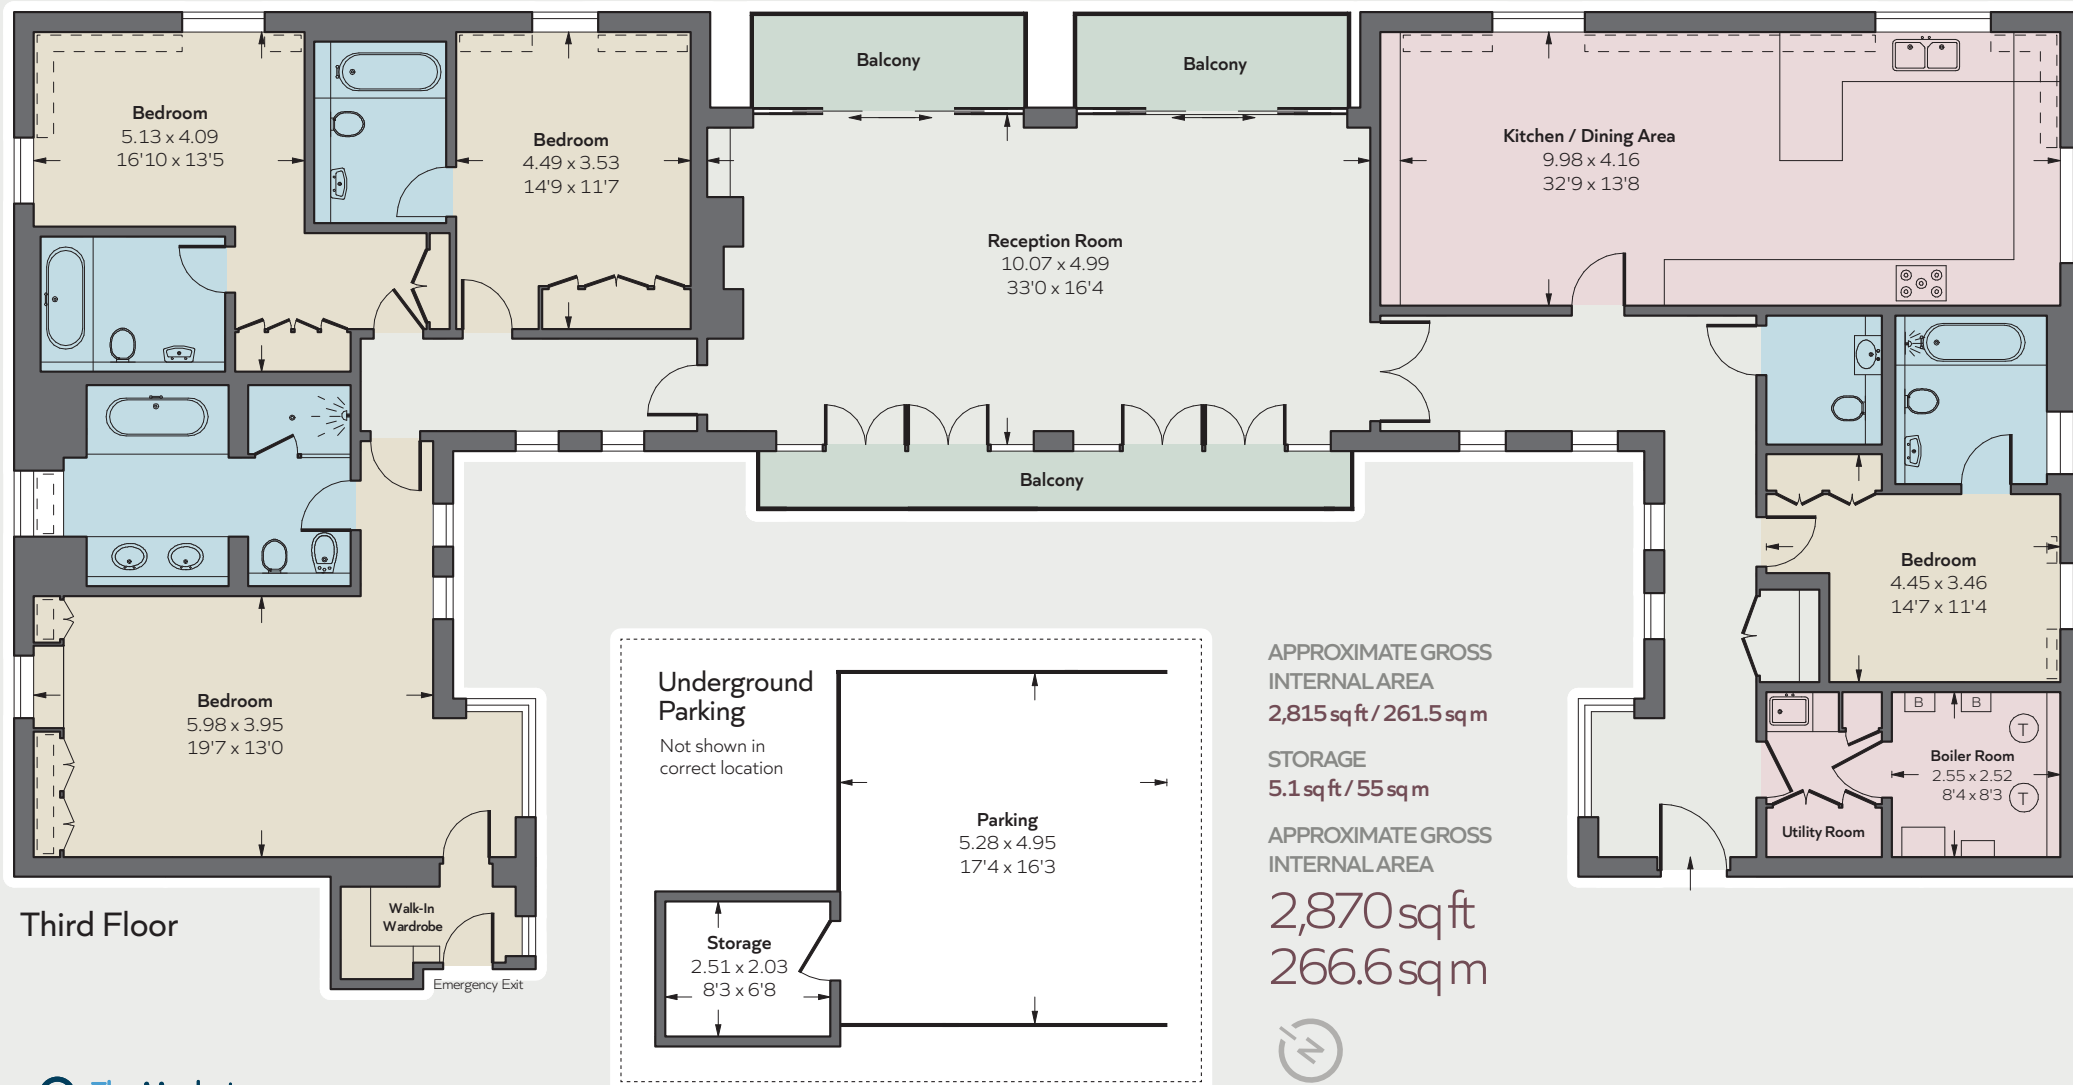 Balcony
Balcony
Bedroom
5.13 x 4.09
16'10 x 13'5
Bedroom
4.49 x 3.53
14'9 x 11'7
Kitchen / Dining Area
9.98 x 4.16
32'9 x 13'8
Reception Room
10.07 x 4.99
33'0 x 16'4
Balcony
Bedroom
4.45 x 3.46
14'7 x 11'4
Bedroom
5.98 x 3.95
19'7 x 13'0
B
B
T
Boiler Room
2.55 x 2.52
8'4 x 8'3
T
Utility Room
Walk-In
Wardrobe
Emergency Exit
Third Floor
Underground
Parking
Not shown in
correct location
Parking
5.28 x 4.95
17'4 x 16'3
Storage
2.51 x 2.03
8'3 x 6'8
APPROXIMATE GROSS
INTERNAL AREA
2,815 sq ft / 261.5 sq m
STORAGE
5.1 sq ft / 55 sq m
APPROXIMATE GROSS
INTERNAL AREA
2,870 sq ft
266.6 sq m
N